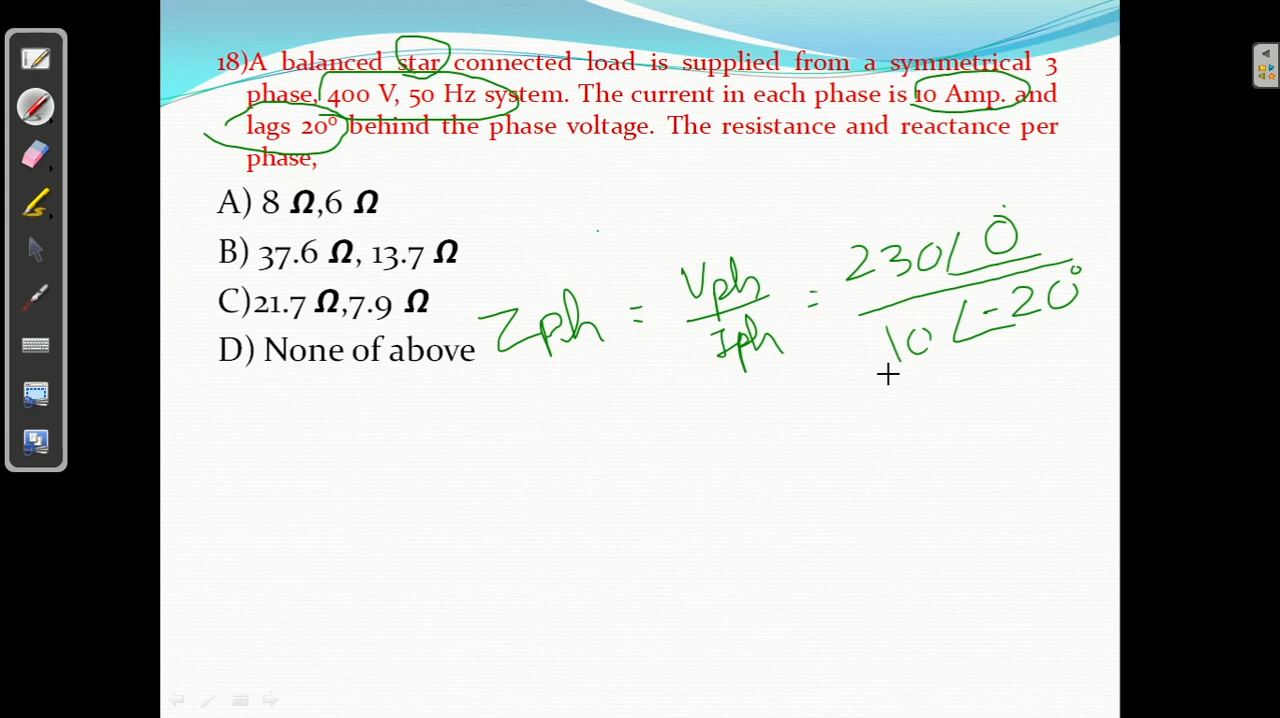 18)A balanced star connected load is supplied from a symmetrical 3
phase, 400 V, 50 Hz system. The current in each phase is 10 Amp. and
lags 20⁰ behind the phase voltage. The resistance and reactance per
phase,
A) 8 Ω,6 Ω
B) 37.6 Ω, 13.7 Ω
C)21.7 Ω,7.9 Ω
D) None of above
Zph = Vph/Iph = 230∠0°/10∠-20°